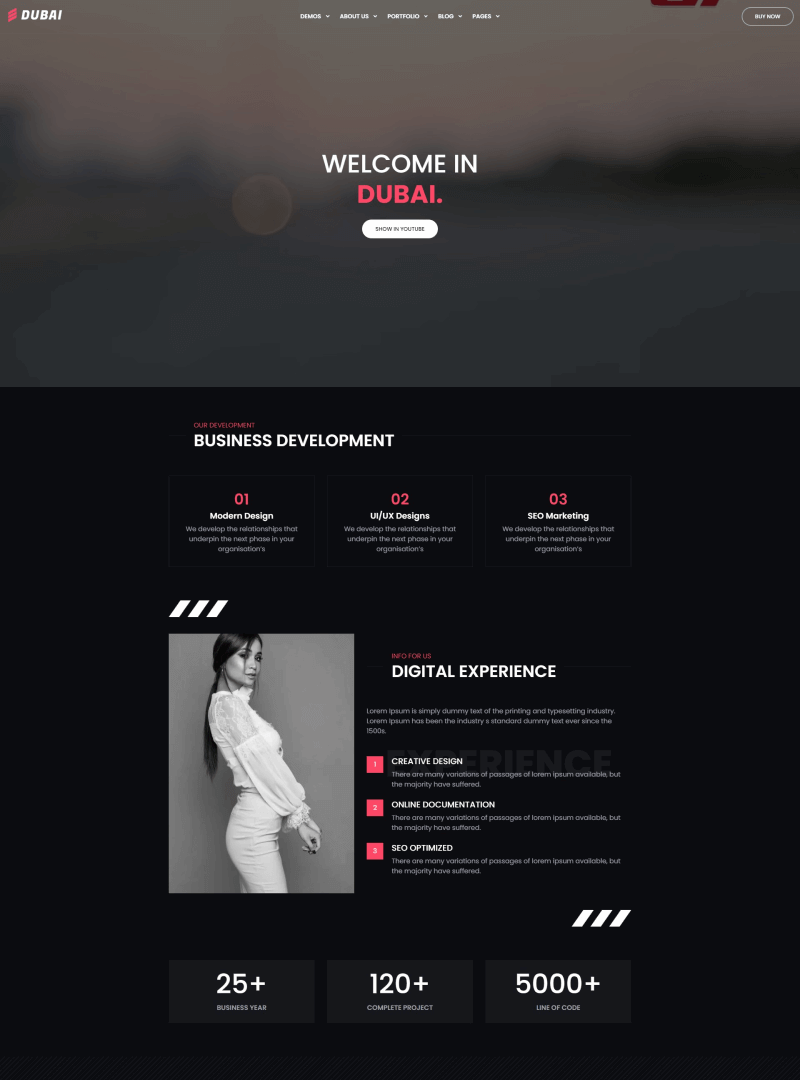 DUBAI
DEMOS ABOUT US PORTFOLIO BLOG PAGES
BUY NOW
WELCOME IN
DUBAI.
SHOW IN YOUTUBE
OUR DEVELOPMENT
BUSINESS DEVELOPMENT
01
Modern Design
We develop the relationships that
underpin the next phase in your
organisation's
02
UI/UX Designs
We develop the relationships that
underpin the next phase in your
organisation's
03
SEO Marketing
We develop the relationships that
underpin the next phase in your
organisation's
INFO FOR US
DIGITAL EXPERIENCE
Lorem Ipsum is simply dummy text of the printing and typesetting industry.
Lorem Ipsum has been the industry s standard dummy text ever since the
1500s.
EXPERIENCE
1
CREATIVE DESIGN
There are many variations of passages of lorem ipsum available, but
the majority have suffered.
2
ONLINE DOCUMENTATION
There are many variations of passages of lorem ipsum available, but
the majority have suffered.
3
SEO OPTIMIZED
There are many variations of passages of lorem ipsum available, but
the majority have suffered.
25+
BUSINESS YEAR
120+
COMPLETE PROJECT
5000+
LINE OF CODE